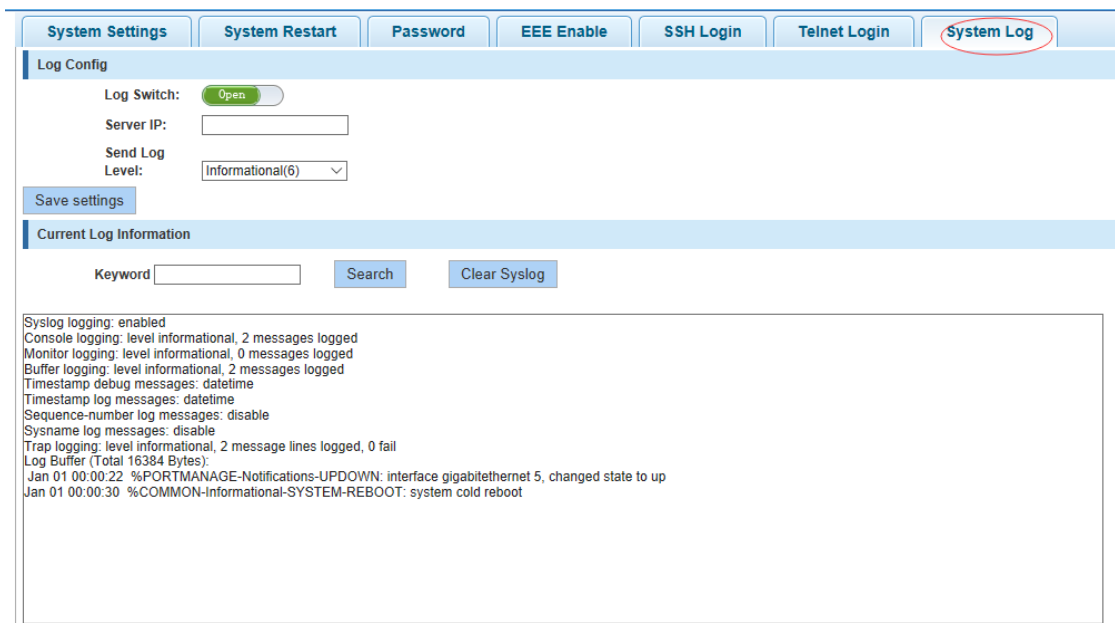 System Settings System Restart Password EEE Enable SSH Login Telnet Login System Log
Log Config
Log Switch: Open
Server IP:
Send Log
Level: Informational(6)
Save settings
Current Log Information
Keyword Search Clear Syslog
Syslog logging: enabled
Console logging: level informational, 2 messages logged
Monitor logging: level informational, 0 messages logged
Buffer logging: level informational, 2 messages logged
Timestamp debug messages: datetime
Timestamp log messages: datetime
Sequence-number log messages: disable
Sysname log messages: disable
Trap logging: level informational, 2 message lines logged, 0 fail
Log Buffer (Total 16384 Bytes):
Jan 01 00:00:22 %PORTMANAGE-Notifications-UPDOWN: interface gigabitethernet 5, changed state to up
Jan 01 00:00:30 %COMMON-Informational-SYSTEM-REBOOT: system cold reboot